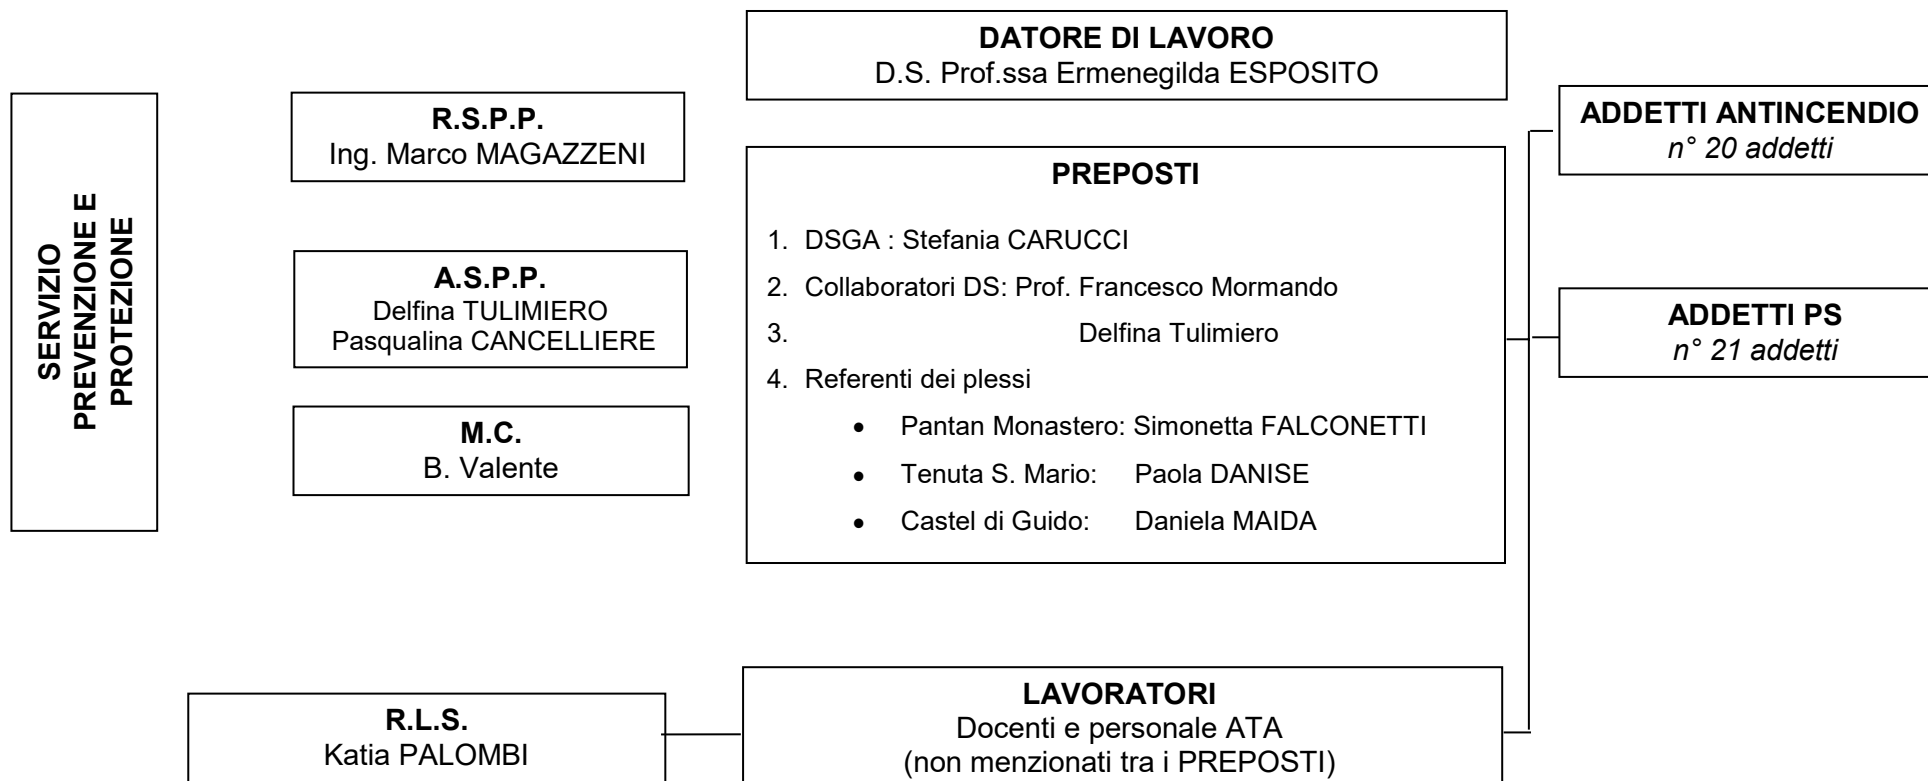 DATORE DI LAVORO
D.S. Prof.ssa Ermenegilda ESPOSITO
SERVIZIO
PREVENZIONE E
PROTEZIONE
R.S.P.P.
Ing. Marco MAGAZZENI
A.S.P.P.
Delfina TULIMIERO
Pasqualina CANCELLIERE
M.C.
B. Valente
PREPOSTI
1. DSGA : Stefania CARUCCI
2. Collaboratori DS: Prof. Francesco Mormando
3. Delfina Tulimiero
4. Referenti dei plessi
• Pantan Monastero: Simonetta FALCONETTI
• Tenuta S. Mario: Paola DANISE
• Castel di Guido: Daniela MAIDA
ADDETTI ANTINCENDIO
n° 20 addetti
ADDETTI PS
n° 21 addetti
R.L.S.
Katia PALOMBI
LAVORATORI
Docenti e personale ATA
(non menzionati tra i PREPOSTI)